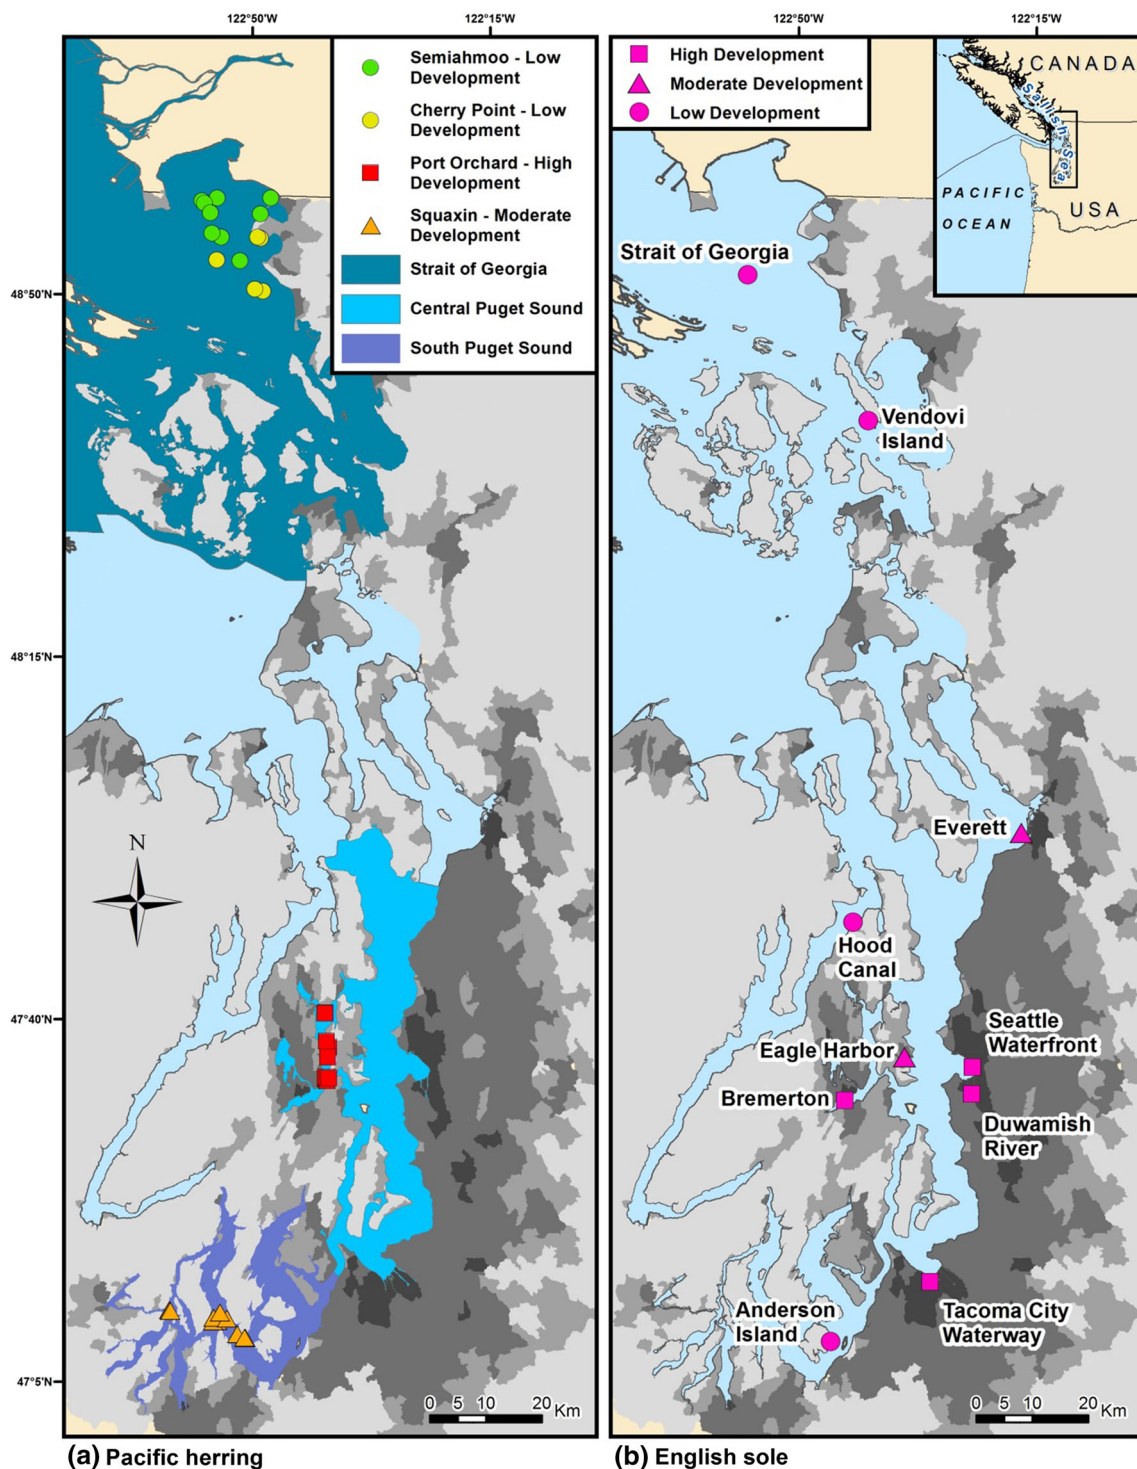 122°50'W
122°15'W
122°50'W
122°15'W
Semiahmoo - Low
Development
Cherry Point - Low
Development
Port Orchard - High
Development
Squaxin - Moderate
Development
Strait of Georgia
Central Puget Sound
South Puget Sound
48°50'N
48°15'N
47°40'N
47°5'N
N
0 5 10 20
Km
(a) Pacific herring
High Development
Moderate Development
Low Development
CANADA
Salish Sea
PACIFIC
OCEAN
USA
Strait of Georgia
Vendovi
Island
Everett
Hood
Canal
Seattle
Waterfront
Eagle Harbor
Bremerton
Duwamish
River
Anderson
Island
Tacoma City
Waterway
0 5 10 20
Km
(b) English sole